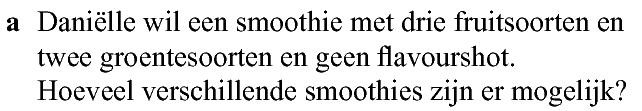 a Daniëlle wil een smoothie met drie fruitsoorten en
twee groentesoorten en geen flavourshot.
Hoeveel verschillende smoothies zijn er mogelijk?